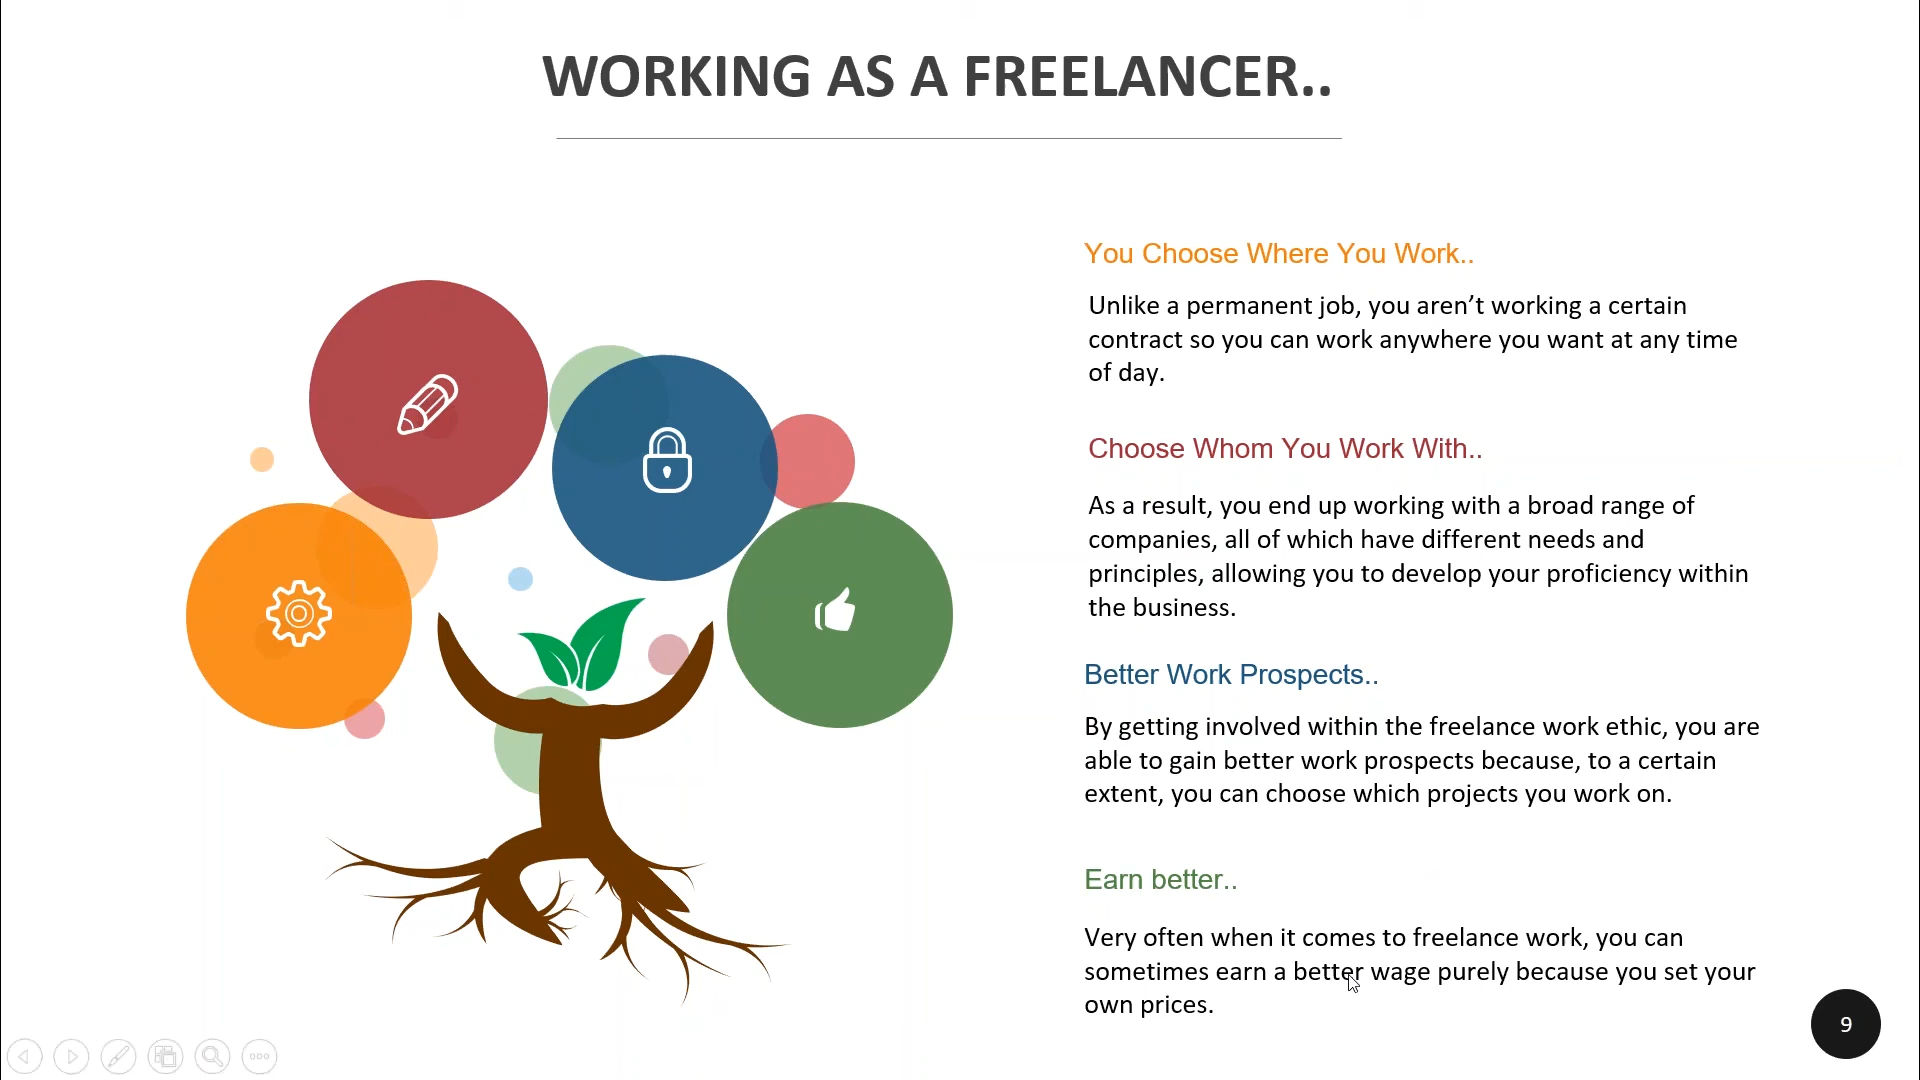 WORKING AS A FREELANCER..
You Choose Where You Work..
Unlike a permanent job, you aren’t working a certain
contract so you can work anywhere you want at any time
of day.
Choose Whom You Work With..
As a result, you end up working with a broad range of
companies, all of which have different needs and
principles, allowing you to develop your proficiency within
the business.
Better Work Prospects..
By getting involved within the freelance work ethic, you are
able to gain better work prospects because, to a certain
extent, you can choose which projects you work on.
Earn better..
Very often when it comes to freelance work, you can
sometimes earn a better wage purely because you set your
own prices.
9